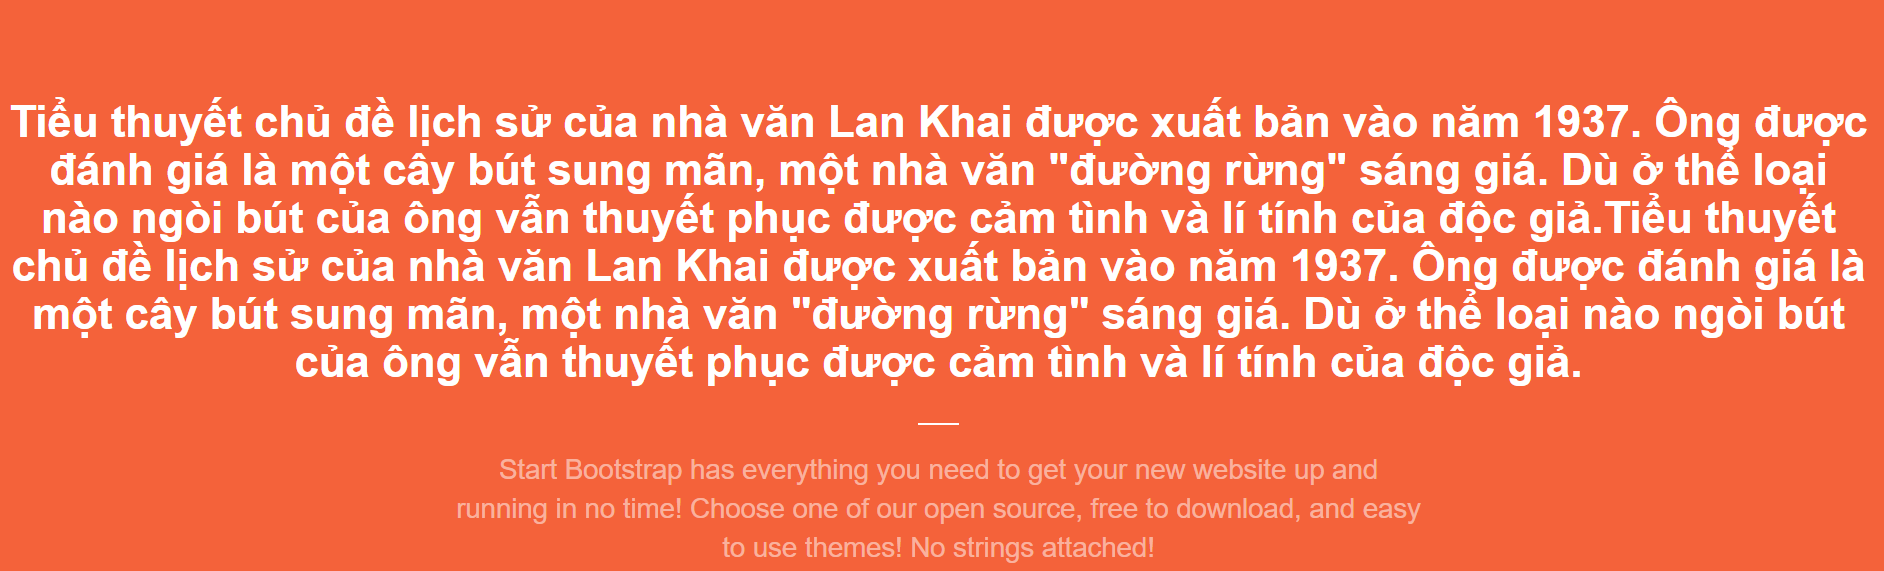 Tiểu thuyết chủ đề lịch sử của nhà văn Lan Khai được xuất bản vào năm 1937. Ông được
đánh giá là một cây bút sung mãn, một nhà văn "đường rừng" sáng giá. Dù ở thể loại
nào ngòi bút của ông vẫn thuyết phục được cảm tình và lí tính của độc giả.Tiểu thuyết
chủ đề lịch sử của nhà văn Lan Khai được xuất bản vào năm 1937. Ông được đánh giá là
một cây bút sung mãn, một nhà văn "đường rừng" sáng giá. Dù ở thể loại nào ngòi bút
của ông vẫn thuyết phục được cảm tình và lí tính của độc giả.
Start Bootstrap has everything you need to get your new website up and
running in no time! Choose one of our open source, free to download, and easy
to use themes! No strings attached!